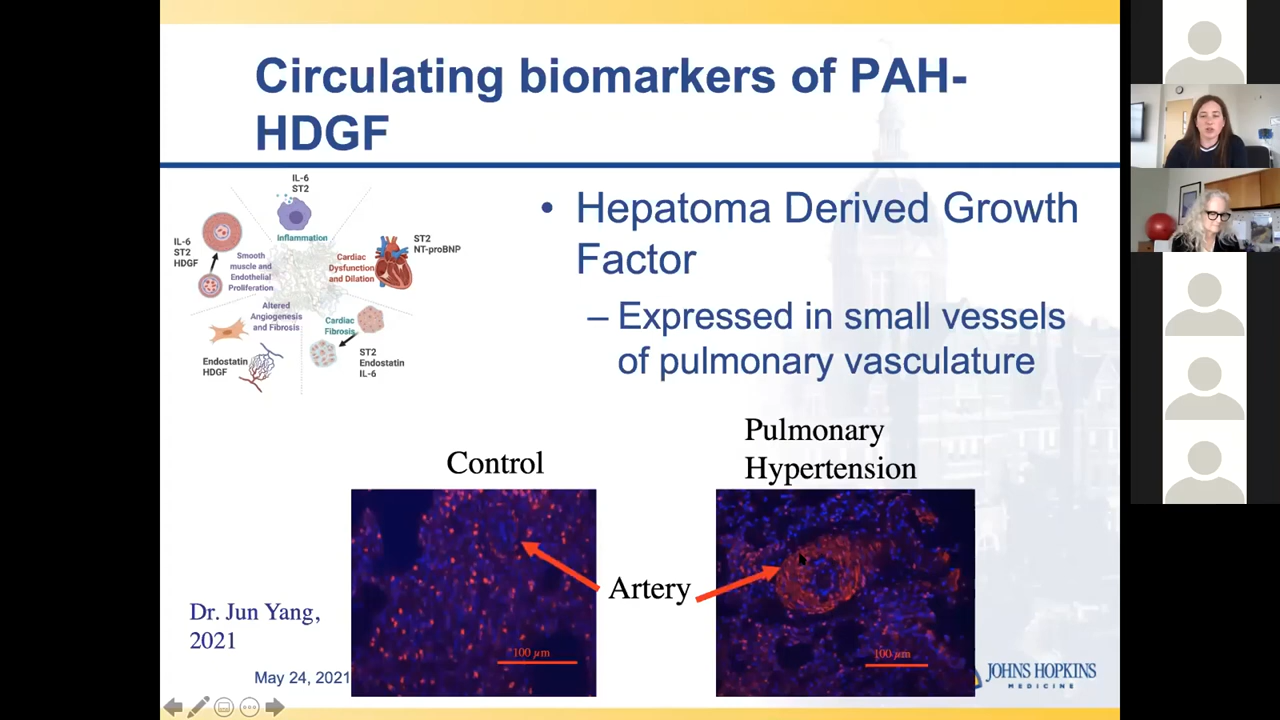 Circulating biomarkers of PAH-
HDGF
IL-6
ST2
Inflammation
ST2
NT-proBNP
Cardiac
Dysfunction
and Dilation
IL-6
ST2
HDGF
Smooth
muscle and
Endothelial
Proliferation
Altered
Angiogenesis
and Fibrosis
Cardiac
Fibrosis
Endostatin
HDGF
ST2
Endostatin
IL-6
• Hepatoma Derived Growth
Factor
– Expressed in small vessels
of pulmonary vasculature
Control
Pulmonary
Hypertension
Artery
100 µm
100 µm
Dr. Jun Yang,
2021
May 24, 2021
JOHNS HOPKINS
MEDICINE